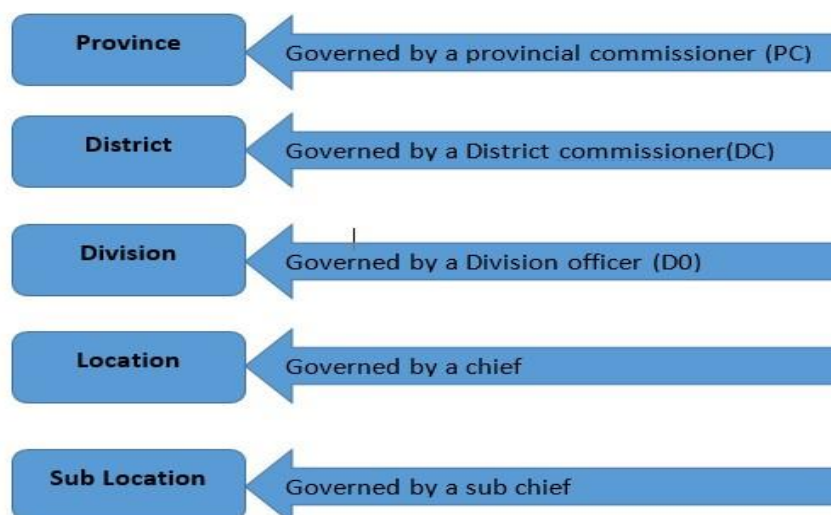 Province
Governed by a provincial commissioner (PC)
District
Governed by a District commissioner(DC)
Division
Governed by a Division officer (D0)
Location
Governed by a chief
Sub Location
Governed by a sub chief